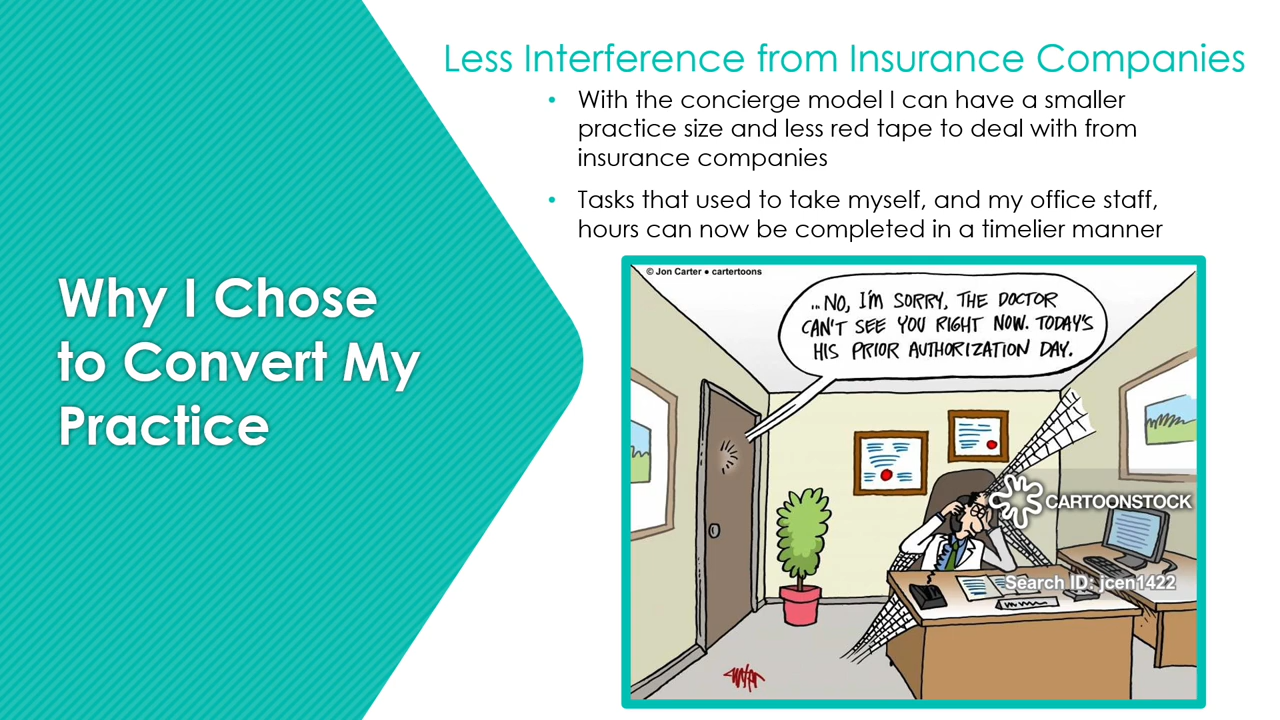 Why I Chose
to Convert My
Practice
Less Interference from Insurance Companies
• With the concierge model I can have a smaller
practice size and less red tape to deal with from
insurance companies
• Tasks that used to take myself, and my office staff,
hours can now be completed in a timelier manner
© Jon Carter ● cartertoons
...NO, I'M SORRY, THE DOCTOR
CAN'T SEE YOU RIGHT NOW. TODAY'S
HIS PRIOR AUTHORIZATION DAY.
CARTOONSTOCK
Search ID: jcen1422